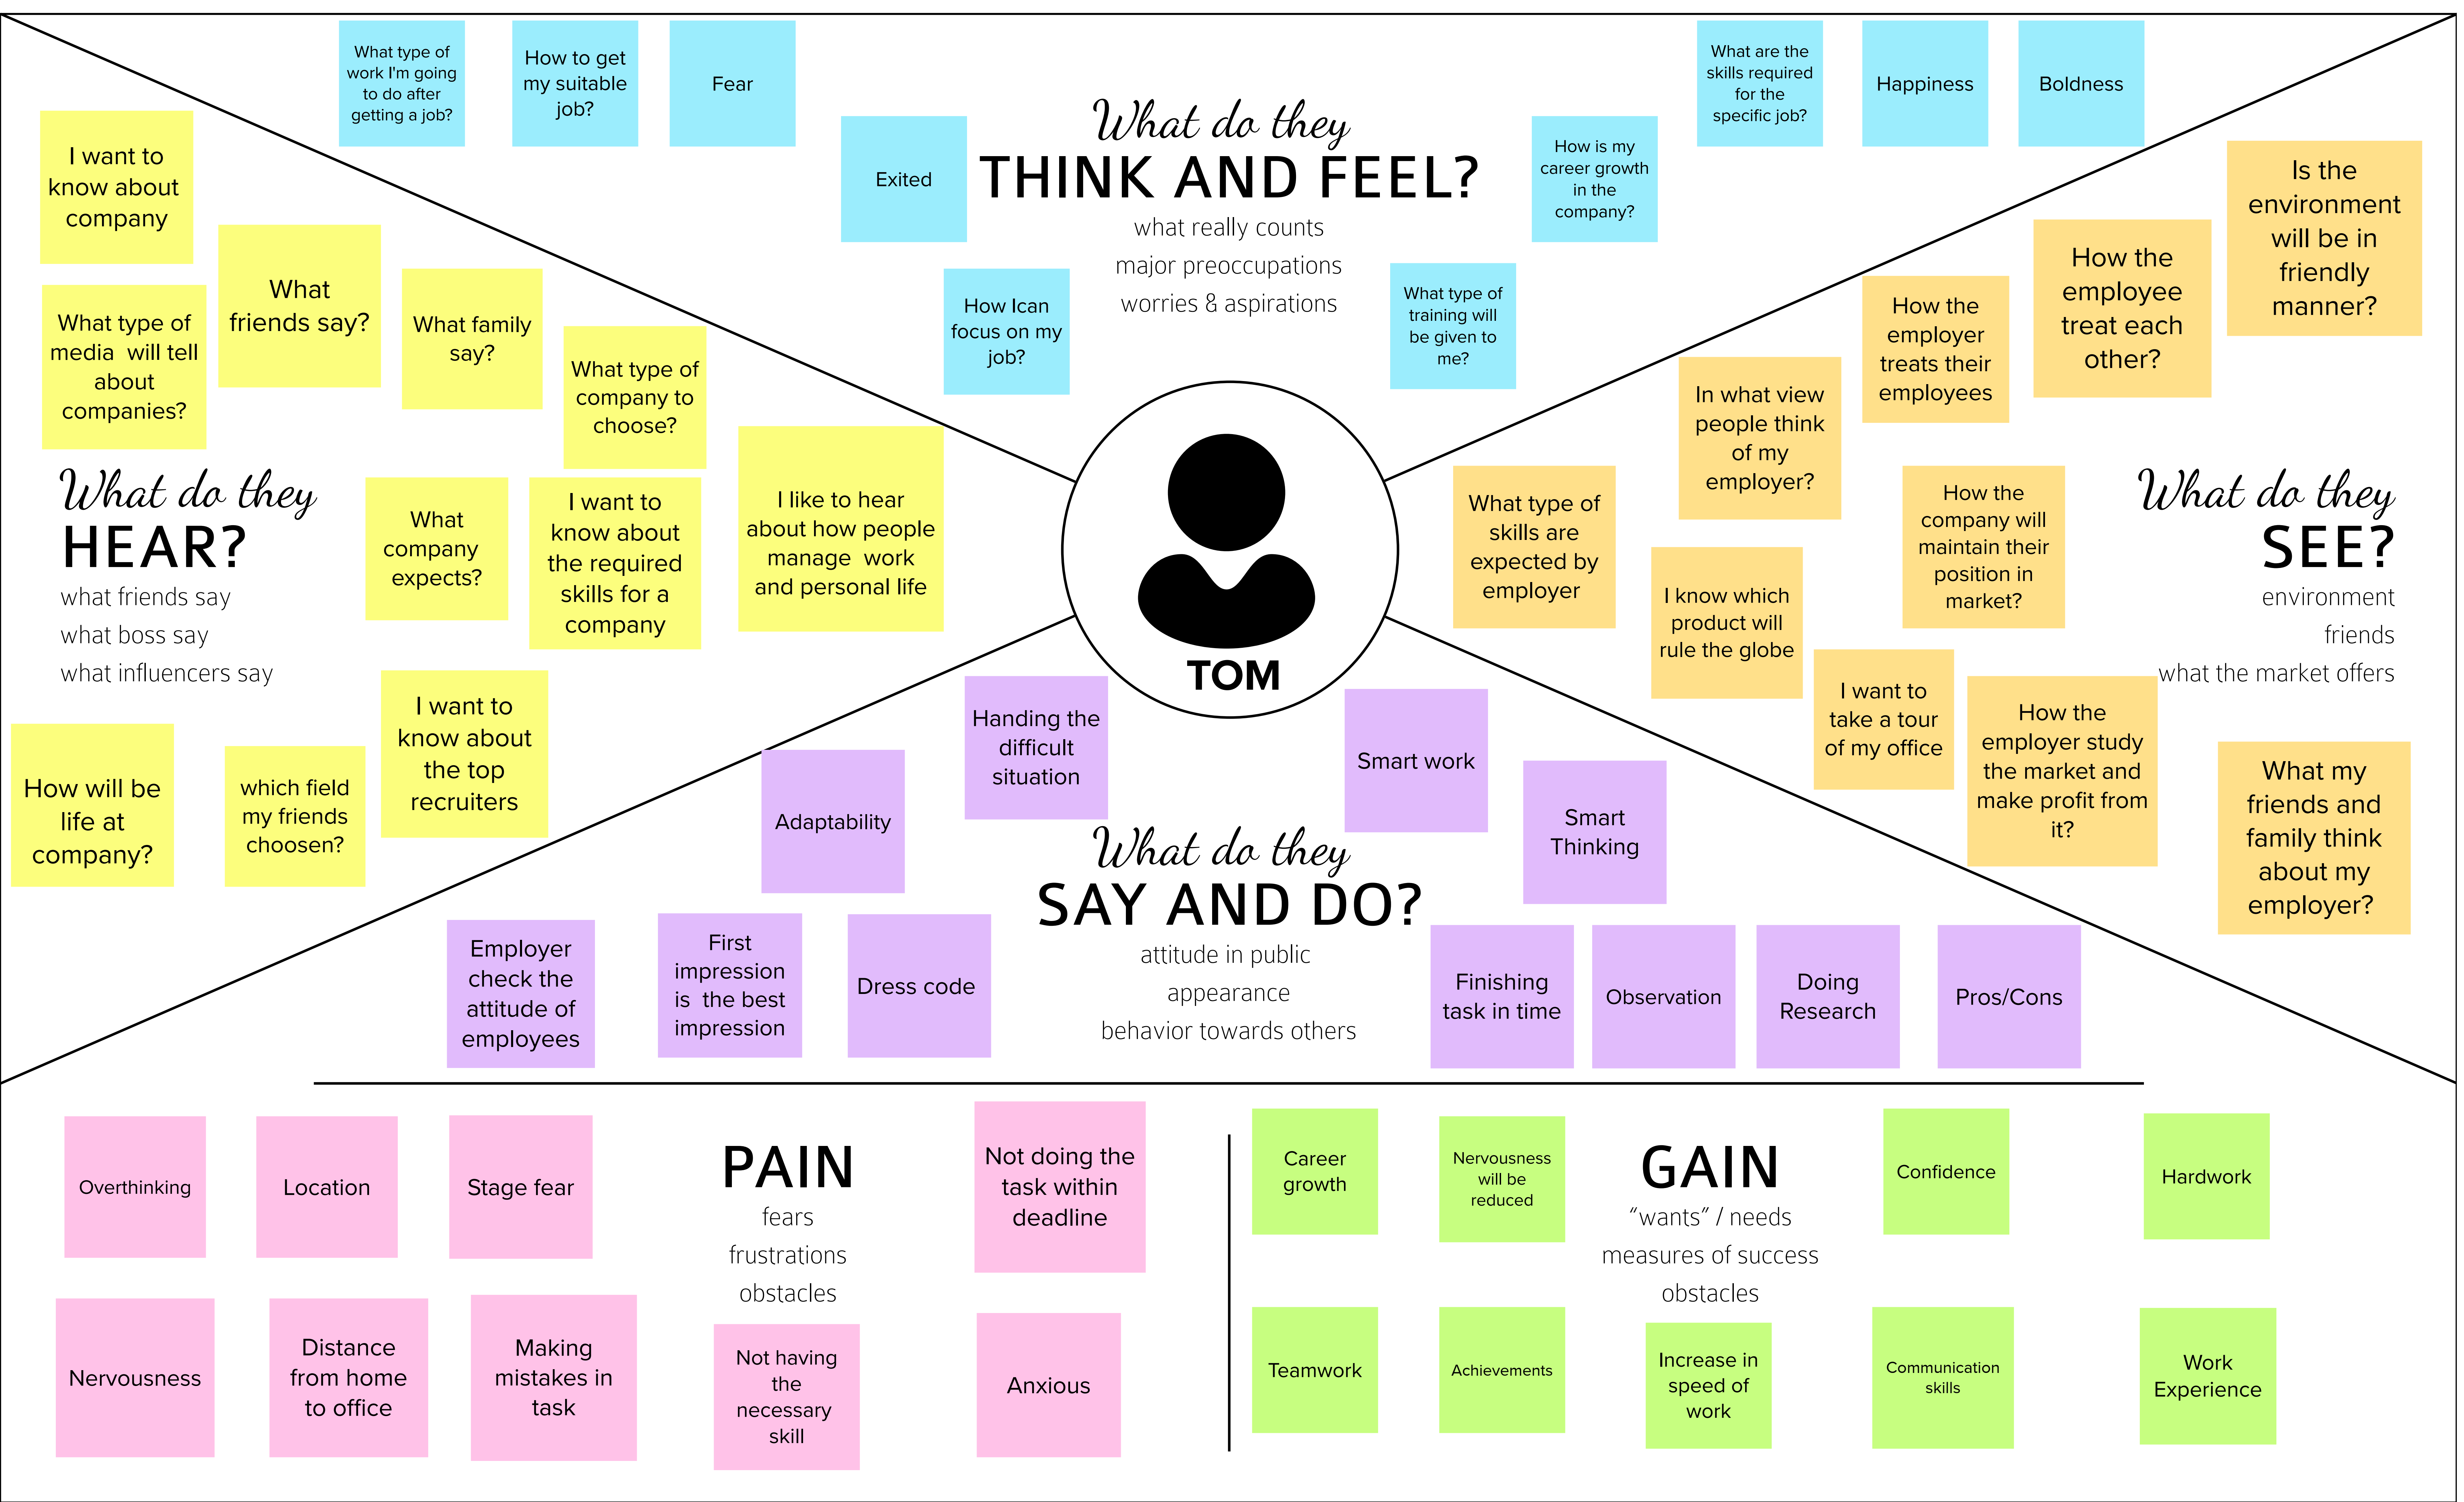 What type of
work I'm going
to do after
getting a job?
How to get
my suitable
job?
Fear
Exited
How Ican
focus on my
job?
What do they
THINK AND FEEL?
what really counts
major preoccupations
worries & aspirations
How is my
career growth
in the
company?
What type of
training will
be given to
me?
What are the
skills required
for the
specific job?
Happiness
Boldness
I want to
know about
company
What
friends say?
What type of
media will tell
about
companies?
What family
say?
What type of
company to
choose?
What do they
HEAR?
what friends say
what boss say
what influencers say
What
company
expects?
I want to
know about
the required
skills for a
company
I like to hear
about how people
manage work
and personal life
I want to
know about
the top
recruiters
How will be
life at
company?
which field
my friends
choosen?
TOM
Is the
environment
will be in
friendly
manner?
How the
employee
treat each
other?
How the
employer
treats their
employees
In what view
people think
of my
employer?
What type of
skills are
expected by
employer
How the
company will
maintain their
position in
market?
What do they
SEE?
environment
friends
what the market offers
I know which
product will
rule the globe
I want to
take a tour
of my office
How the
employer study
the market and
make profit from
it?
What my
friends and
family think
about my
employer?
Handing the
difficult
situation
Adaptability
Smart work
Smart
Thinking
What do they
SAY AND DO?
attitude in public
appearance
behavior towards others
Employer
check the
attitude of
employees
First
impression
is the best
impression
Dress code
Finishing
task in time
Observation
Doing
Research
Pros/Cons
Overthinking
Location
Stage fear
PAIN
fears
frustrations
obstacles
Not doing the
task within
deadline
Nervousness
Distance
from home
to office
Making
mistakes in
task
Not having
the
necessary
skill
Anxious
Career
growth
Nervousness
will be
reduced
GAIN
“wants” / needs
measures of success
obstacles
Confidence
Hardwork
Teamwork
Achievements
Increase in
speed of
work
Communication
skills
Work
Experience